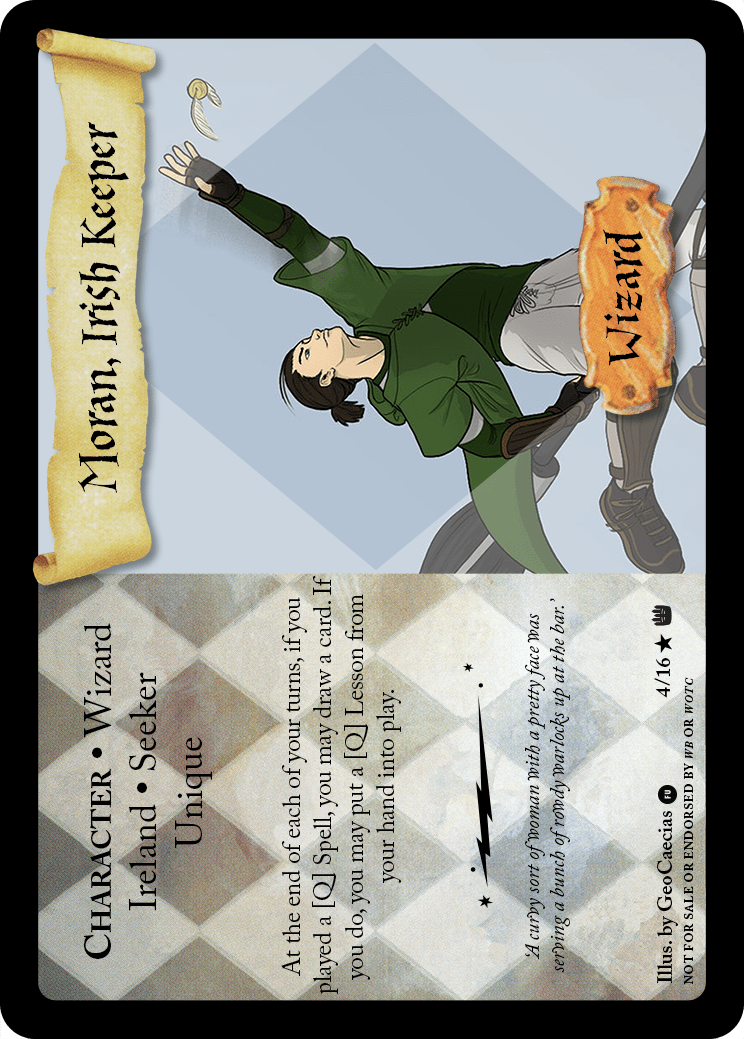 Moran, Irish Keeper
Wizard
CHARACTER • Wizard
Ireland • Seeker
Unique
At the end of each of your turns, if you
played a [Q] Spell, you may draw a card. If
you do, you may put a [Q] Lesson from
your hand into play.
‘A curvy sort of woman with a pretty face was
serving a bunch of rowdy warlocks up at the bar.’
Illus. by GeoCaecias FU 4/16 ★
NOT FOR SALE OR ENDORSED BY WB OR WOTC